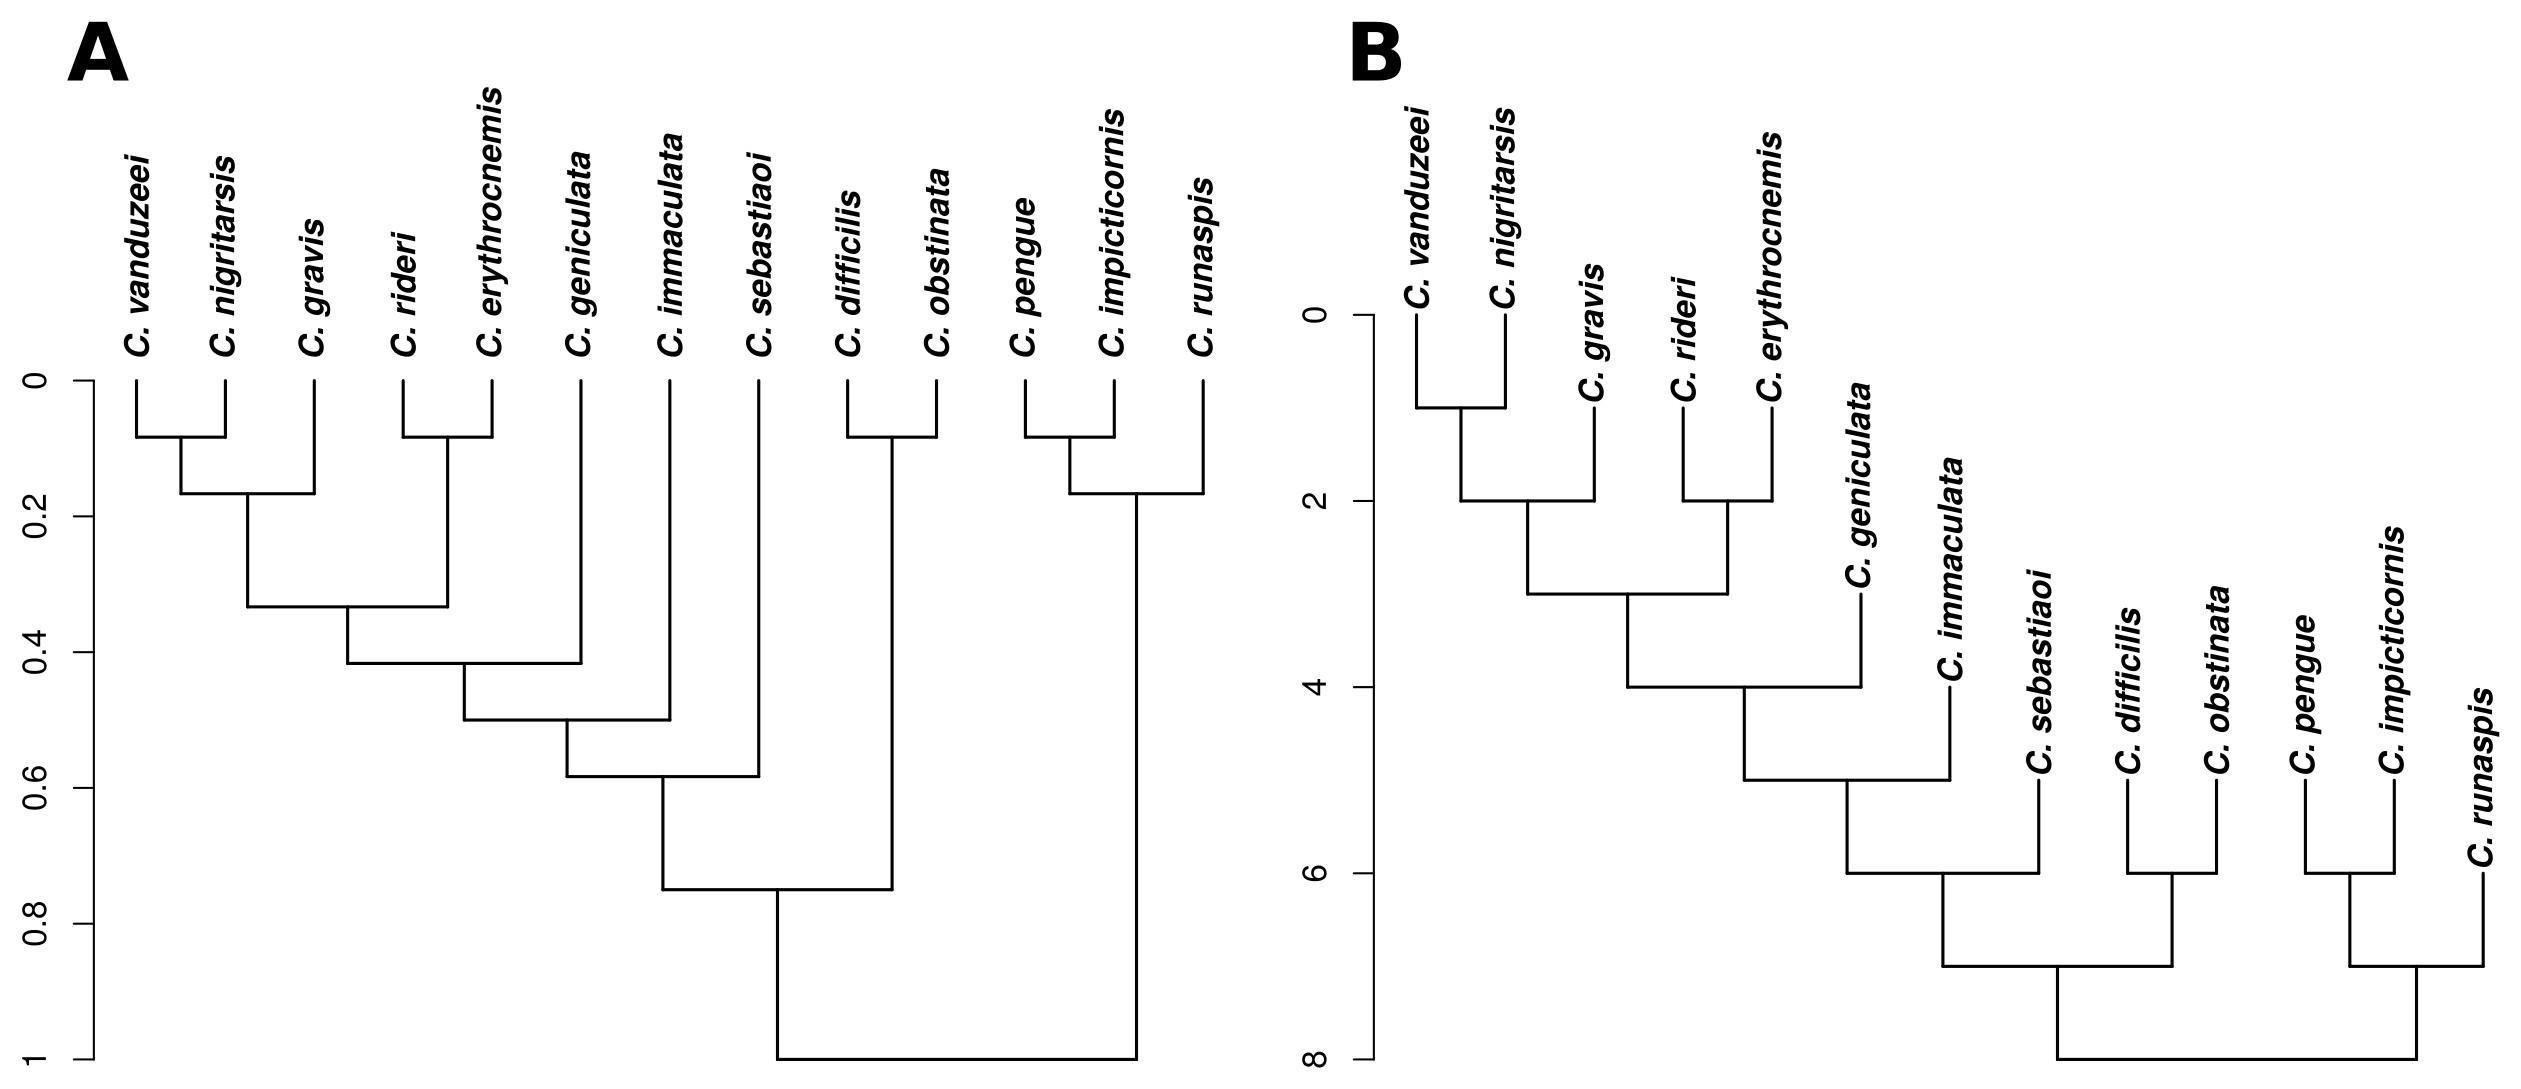 A
C. vanduzeei
C. nigritarsis
C. gravis
C. rideri
C. erythrocnemis
C. geniculata
C. immaculata
C. sebastiaoi
C. difficilis
C. obstinata
C. pengue
C. impicticornis
C. runaspis
0
0.2
0.4
0.6
0.8
1
B
C. vanduzeei
C. nigritarsis
C. gravis
C. rideri
C. erythrocnemis
C. geniculata
C. immaculata
C. sebastiaoi
C. difficilis
C. obstinata
C. pengue
C. impicticornis
C. runaspis
0
2
4
6
8